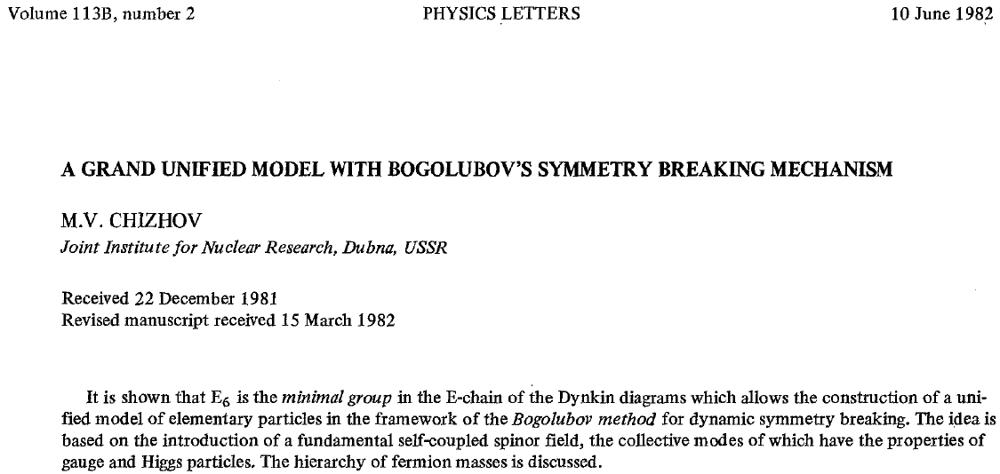 Volume 113B, number 2 PHYSICS LETTERS 10 June 1982
A GRAND UNIFIED MODEL WITH BOGOLUBOV'S SYMMETRY BREAKING MECHANISM
M.V. CHIZHOV
Joint Institute for Nuclear Research, Dubna, USSR
Received 22 December 1981
Revised manuscript received 15 March 1982
It is shown that E₆ is the minimal group in the E-chain of the Dynkin diagrams which allows the construction of a uni-
fied model of elementary particles in the framework of the Bogolubov method for dynamic symmetry breaking. The idea is
based on the introduction of a fundamental self-coupled spinor field, the collective modes of which have the properties of
gauge and Higgs particles. The hierarchy of fermion masses is discussed.